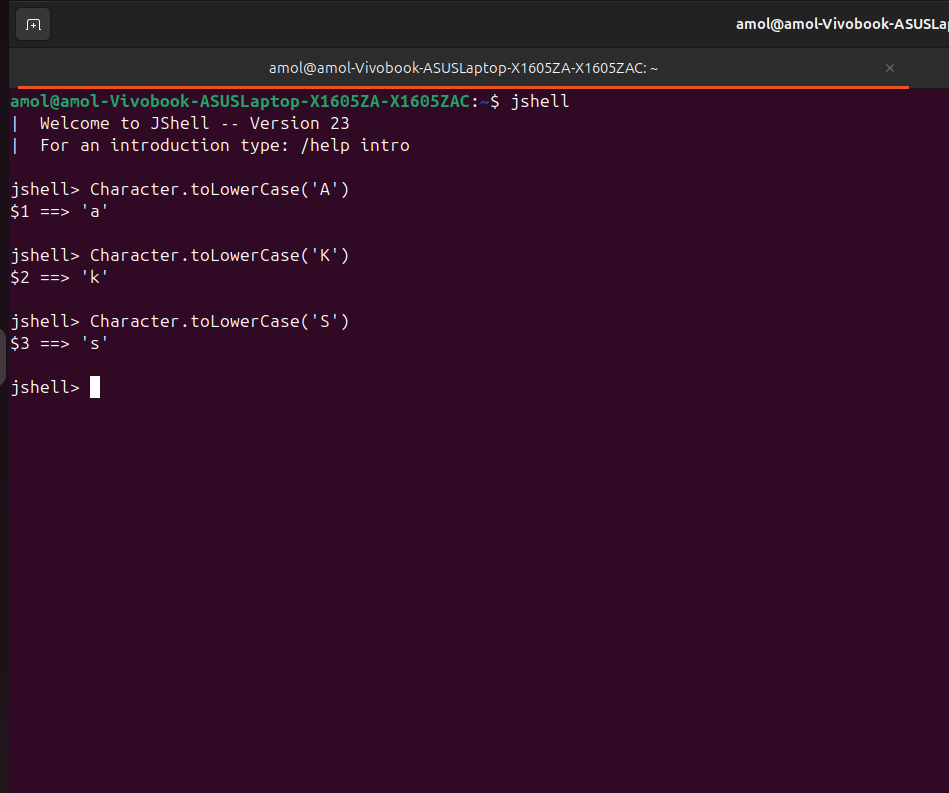 amol@amol-Vivobook-ASUSLap
amol@amol-Vivobook-ASUSLaptop-X1605ZA-X1605ZAC: ~
amol@amol-Vivobook-ASUSLaptop-X1605ZA-X1605ZAC:~$ jshell
|  Welcome to JShell -- Version 23
|  For an introduction type: /help intro
jshell> Character.toLowerCase('A')
$1 ==> 'a'
jshell> Character.toLowerCase('K')
$2 ==> 'k'
jshell> Character.toLowerCase('S')
$3 ==> 's'
jshell>